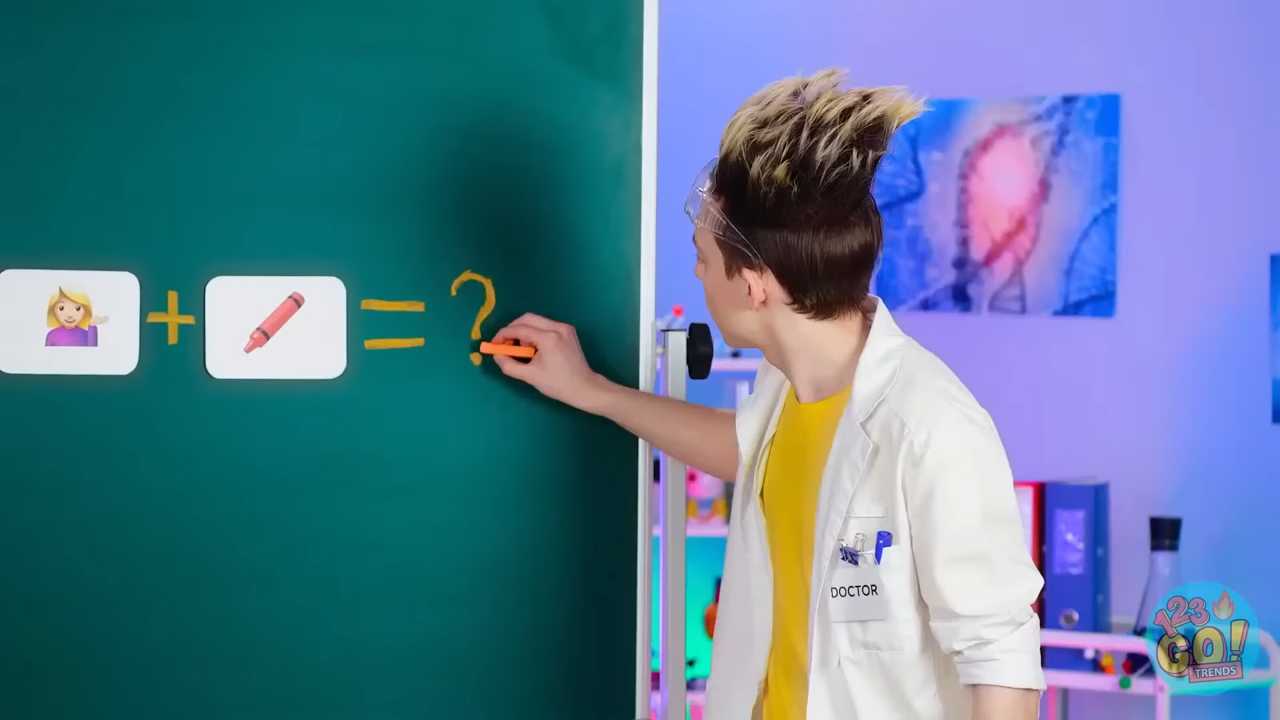 + = ?
DOCTOR
123
GO!
TRENDS